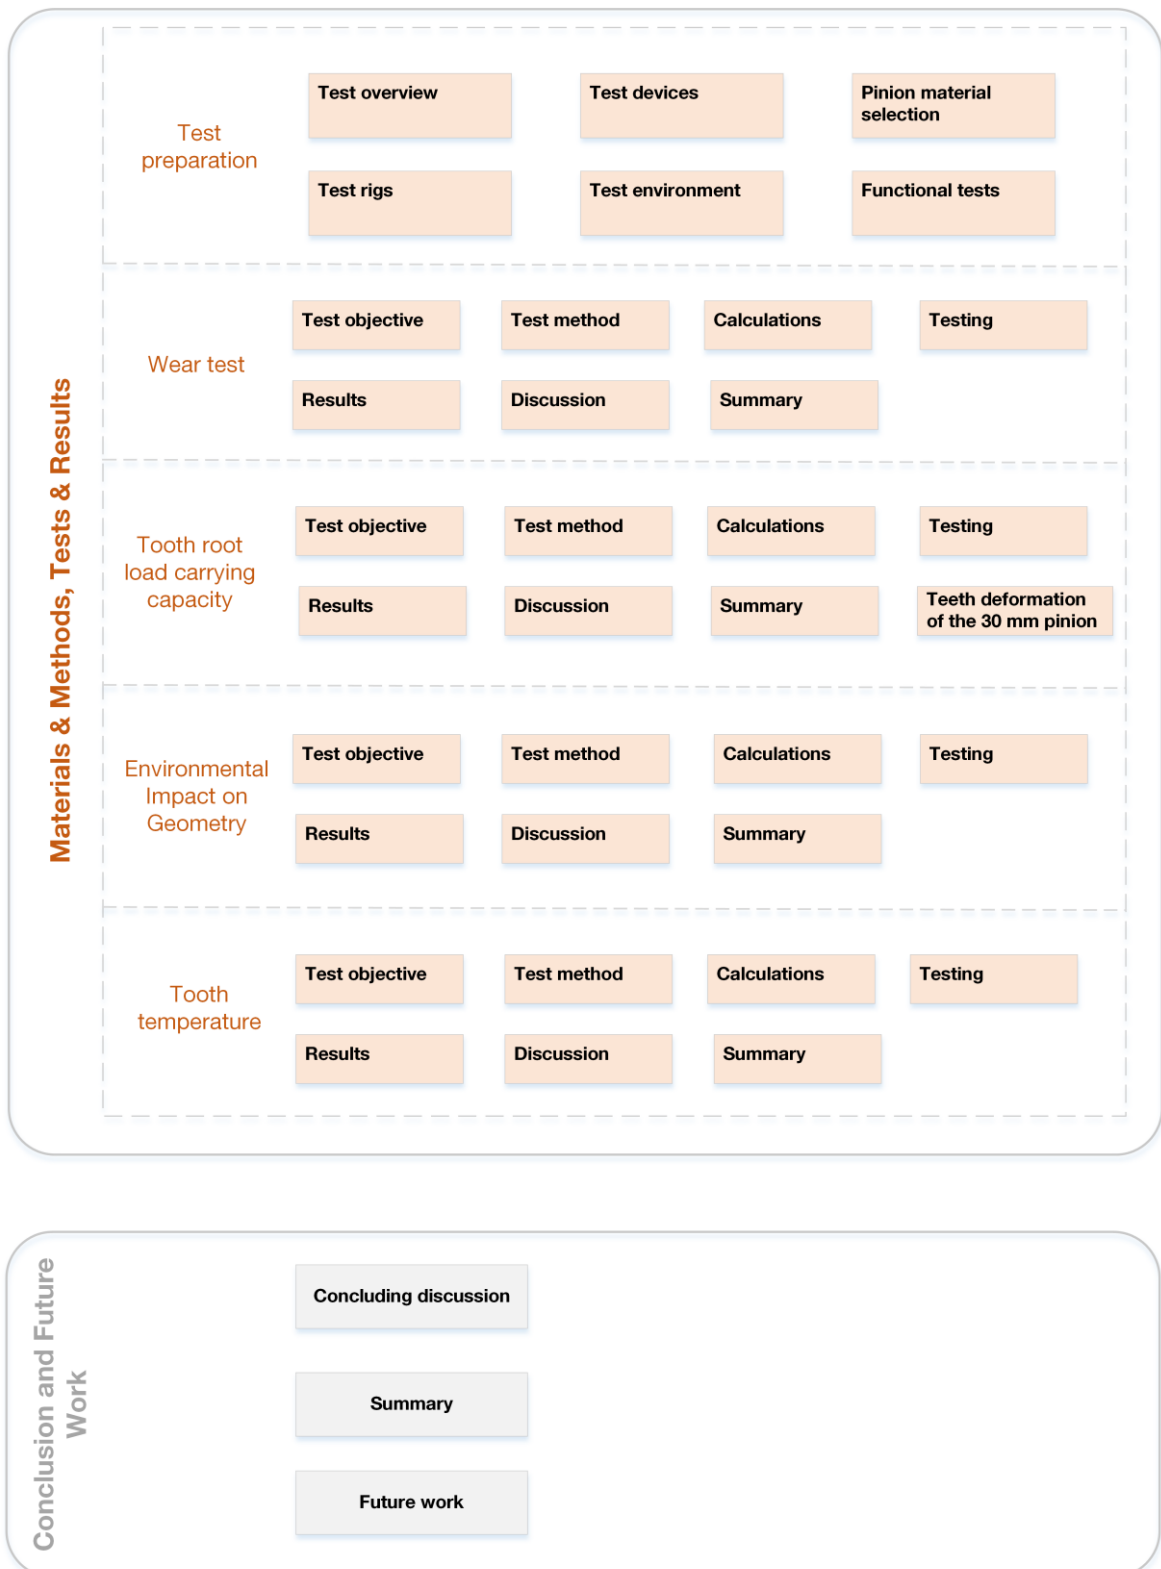 Materials & Methods, Tests & Results
Test
preparation
Test overview
Test devices
Pinion material
selection
Test rigs
Test environment
Functional tests
Wear test
Test objective
Test method
Calculations
Testing
Results
Discussion
Summary
Tooth root
load carrying
capacity
Test objective
Test method
Calculations
Testing
Results
Discussion
Summary
Teeth deformation
of the 30 mm pinion
Environmental
Impact on
Geometry
Test objective
Test method
Calculations
Testing
Results
Discussion
Summary
Tooth
temperature
Test objective
Test method
Calculations
Testing
Results
Discussion
Summary
Conclusion and Future
Work
Concluding discussion
Summary
Future work